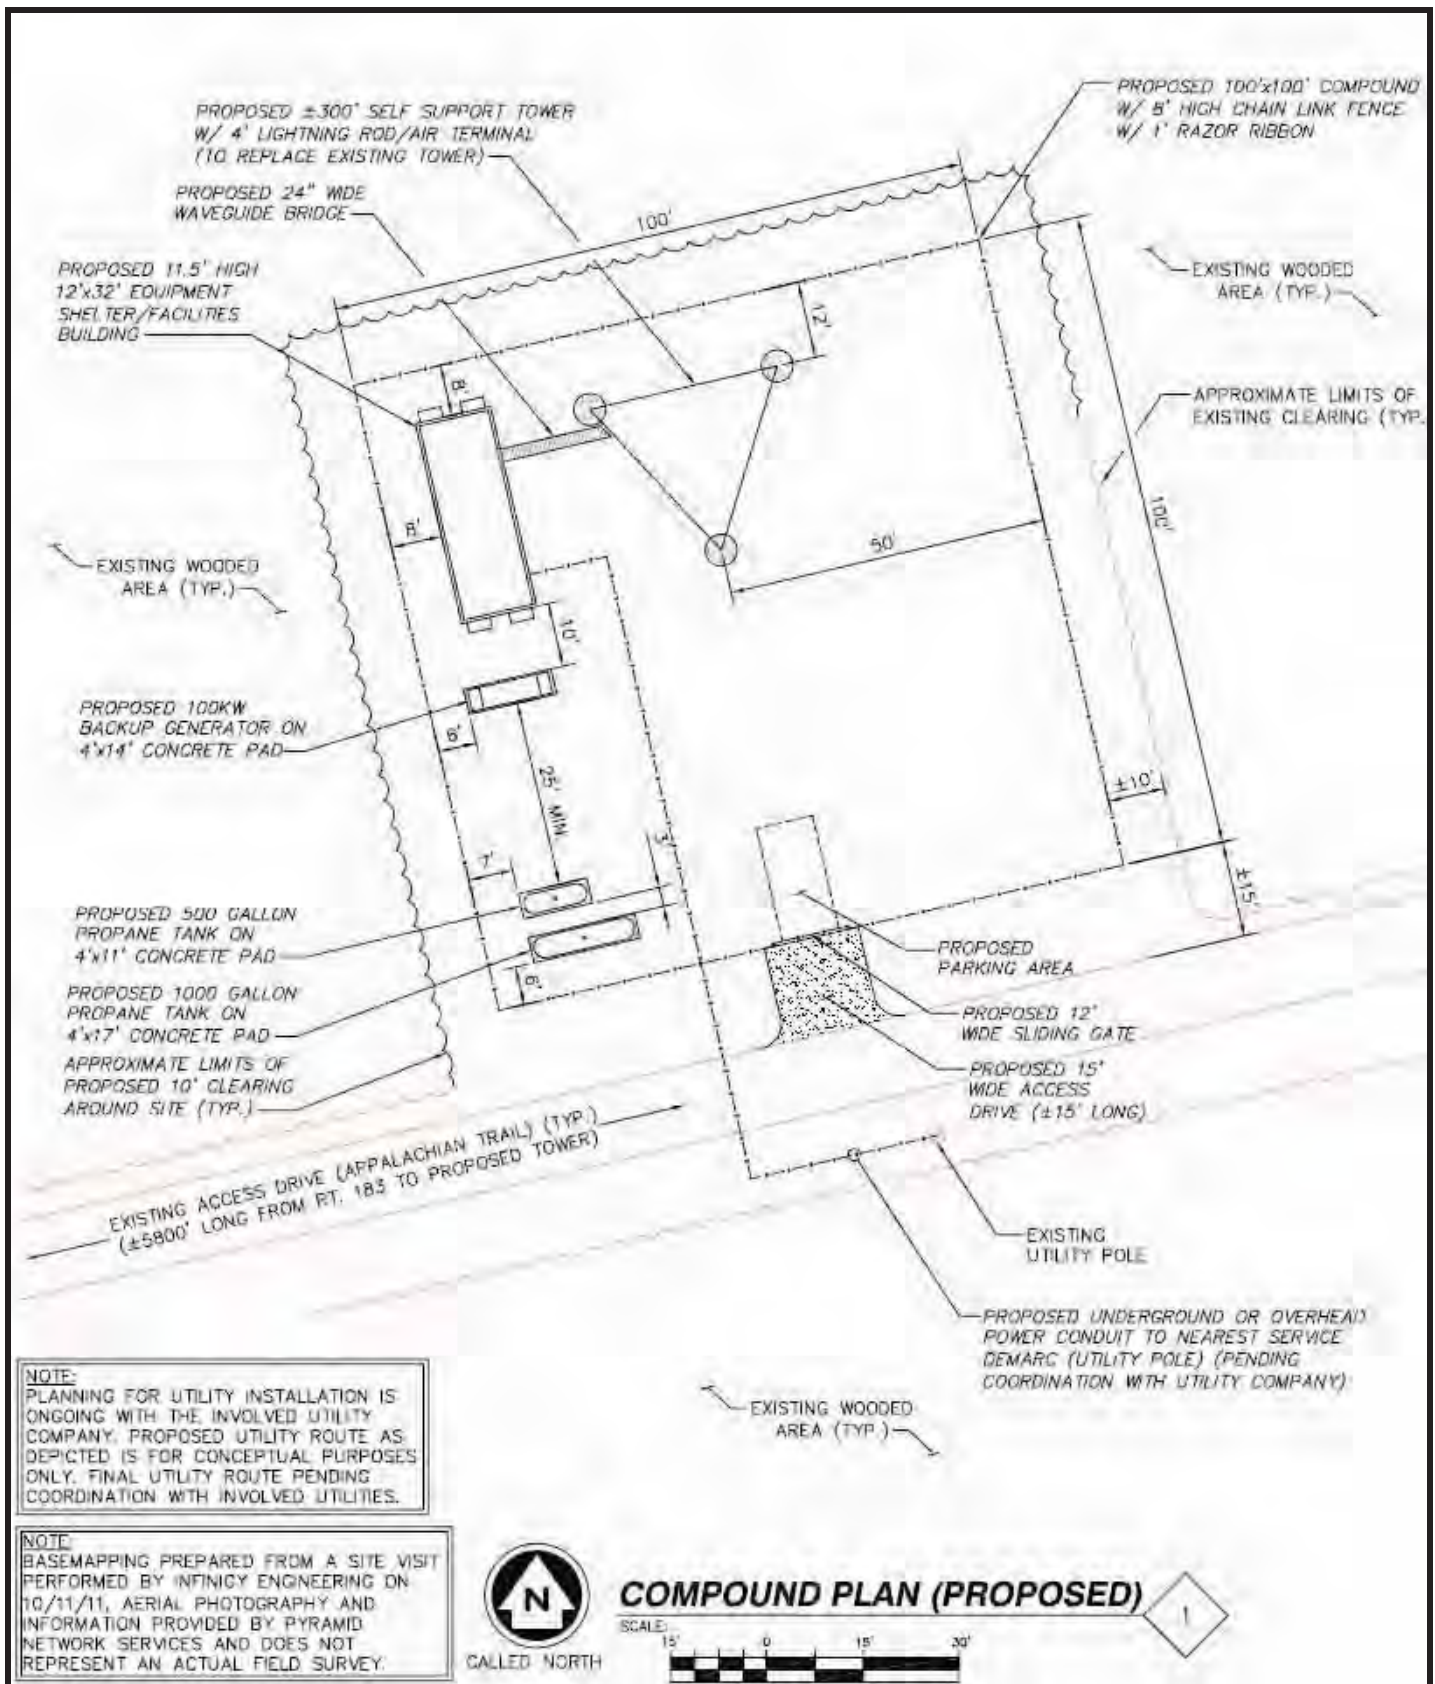 PROPOSED ±300' SELF SUPPORT TOWER
W/ 4' LIGHTNING ROD/AIR TERMINAL
(TO REPLACE EXISTING TOWER)
PROPOSED 24" WIDE
WAVEGUIDE BRIDGE
PROPOSED 11.5' HIGH
12'x32' EQUIPMENT
SHELTER/FACILITIES
BUILDING
PROPOSED 100'x100' COMPOUND
W/ 8' HIGH CHAIN LINK FENCE
W/ 1' RAZOR RIBBON
100'
12'
8'
8'
EXISTING WOODED
AREA (TYP.)
APPROXIMATE LIMITS OF
EXISTING CLEARING (TYP.
100'
50'
EXISTING WOODED
AREA (TYP.)
10'
PROPOSED 100KW
BACKUP GENERATOR ON
4'x14' CONCRETE PAD
6'
25' MIN.
±10'
3'
7'
±15'
PROPOSED 500 GALLON
PROPANE TANK ON
4'x11' CONCRETE PAD
PROPOSED 1000 GALLON
PROPANE TANK ON
4'x17' CONCRETE PAD
6'
APPROXIMATE LIMITS OF
PROPOSED 10' CLEARING
AROUND SITE (TYP.)
PROPOSED
PARKING AREA
PROPOSED 12'
WIDE SLIDING GATE
PROPOSED 15'
WIDE ACCESS
DRIVE (±15' LONG)
EXISTING ACCESS DRIVE (APPALACHIAN TRAIL) (TYP.)
(±5800' LONG FROM RT. 183 TO PROPOSED TOWER)
EXISTING
UTILITY POLE
PROPOSED UNDERGROUND OR OVERHEAD
POWER CONDUIT TO NEAREST SERVICE
DEMARC (UTILITY POLE) (PENDING
COORDINATION WITH UTILITY COMPANY)
EXISTING WOODED
AREA (TYP.)
NOTE:
PLANNING FOR UTILITY INSTALLATION IS
ONGOING WITH THE INVOLVED UTILITY
COMPANY. PROPOSED UTILITY ROUTE AS
DEPICTED IS FOR CONCEPTUAL PURPOSES
ONLY. FINAL UTILITY ROUTE PENDING
COORDINATION WITH INVOLVED UTILITIES.
NOTE:
BASEMAPPING PREPARED FROM A SITE VISIT
PERFORMED BY INFINIGY ENGINEERING ON
10/11/11, AERIAL PHOTOGRAPHY AND
INFORMATION PROVIDED BY PYRAMID
NETWORK SERVICES AND DOES NOT
REPRESENT AN ACTUAL FIELD SURVEY.
N
CALLED NORTH
COMPOUND PLAN (PROPOSED)
1
SCALE:
15' 0 15' 30'